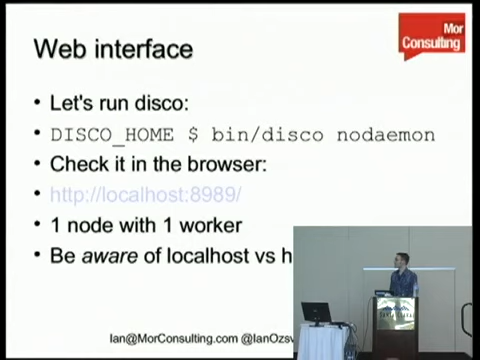 Mor
Consulting
Web interface
• Let's run disco:
• DISCO_HOME $ bin/disco nodaemon
• Check it in the browser:
• http://localhost:8989/
• 1 node with 1 worker
• Be aware of localhost vs h
Ian@MorConsulting.com @IanOzsv